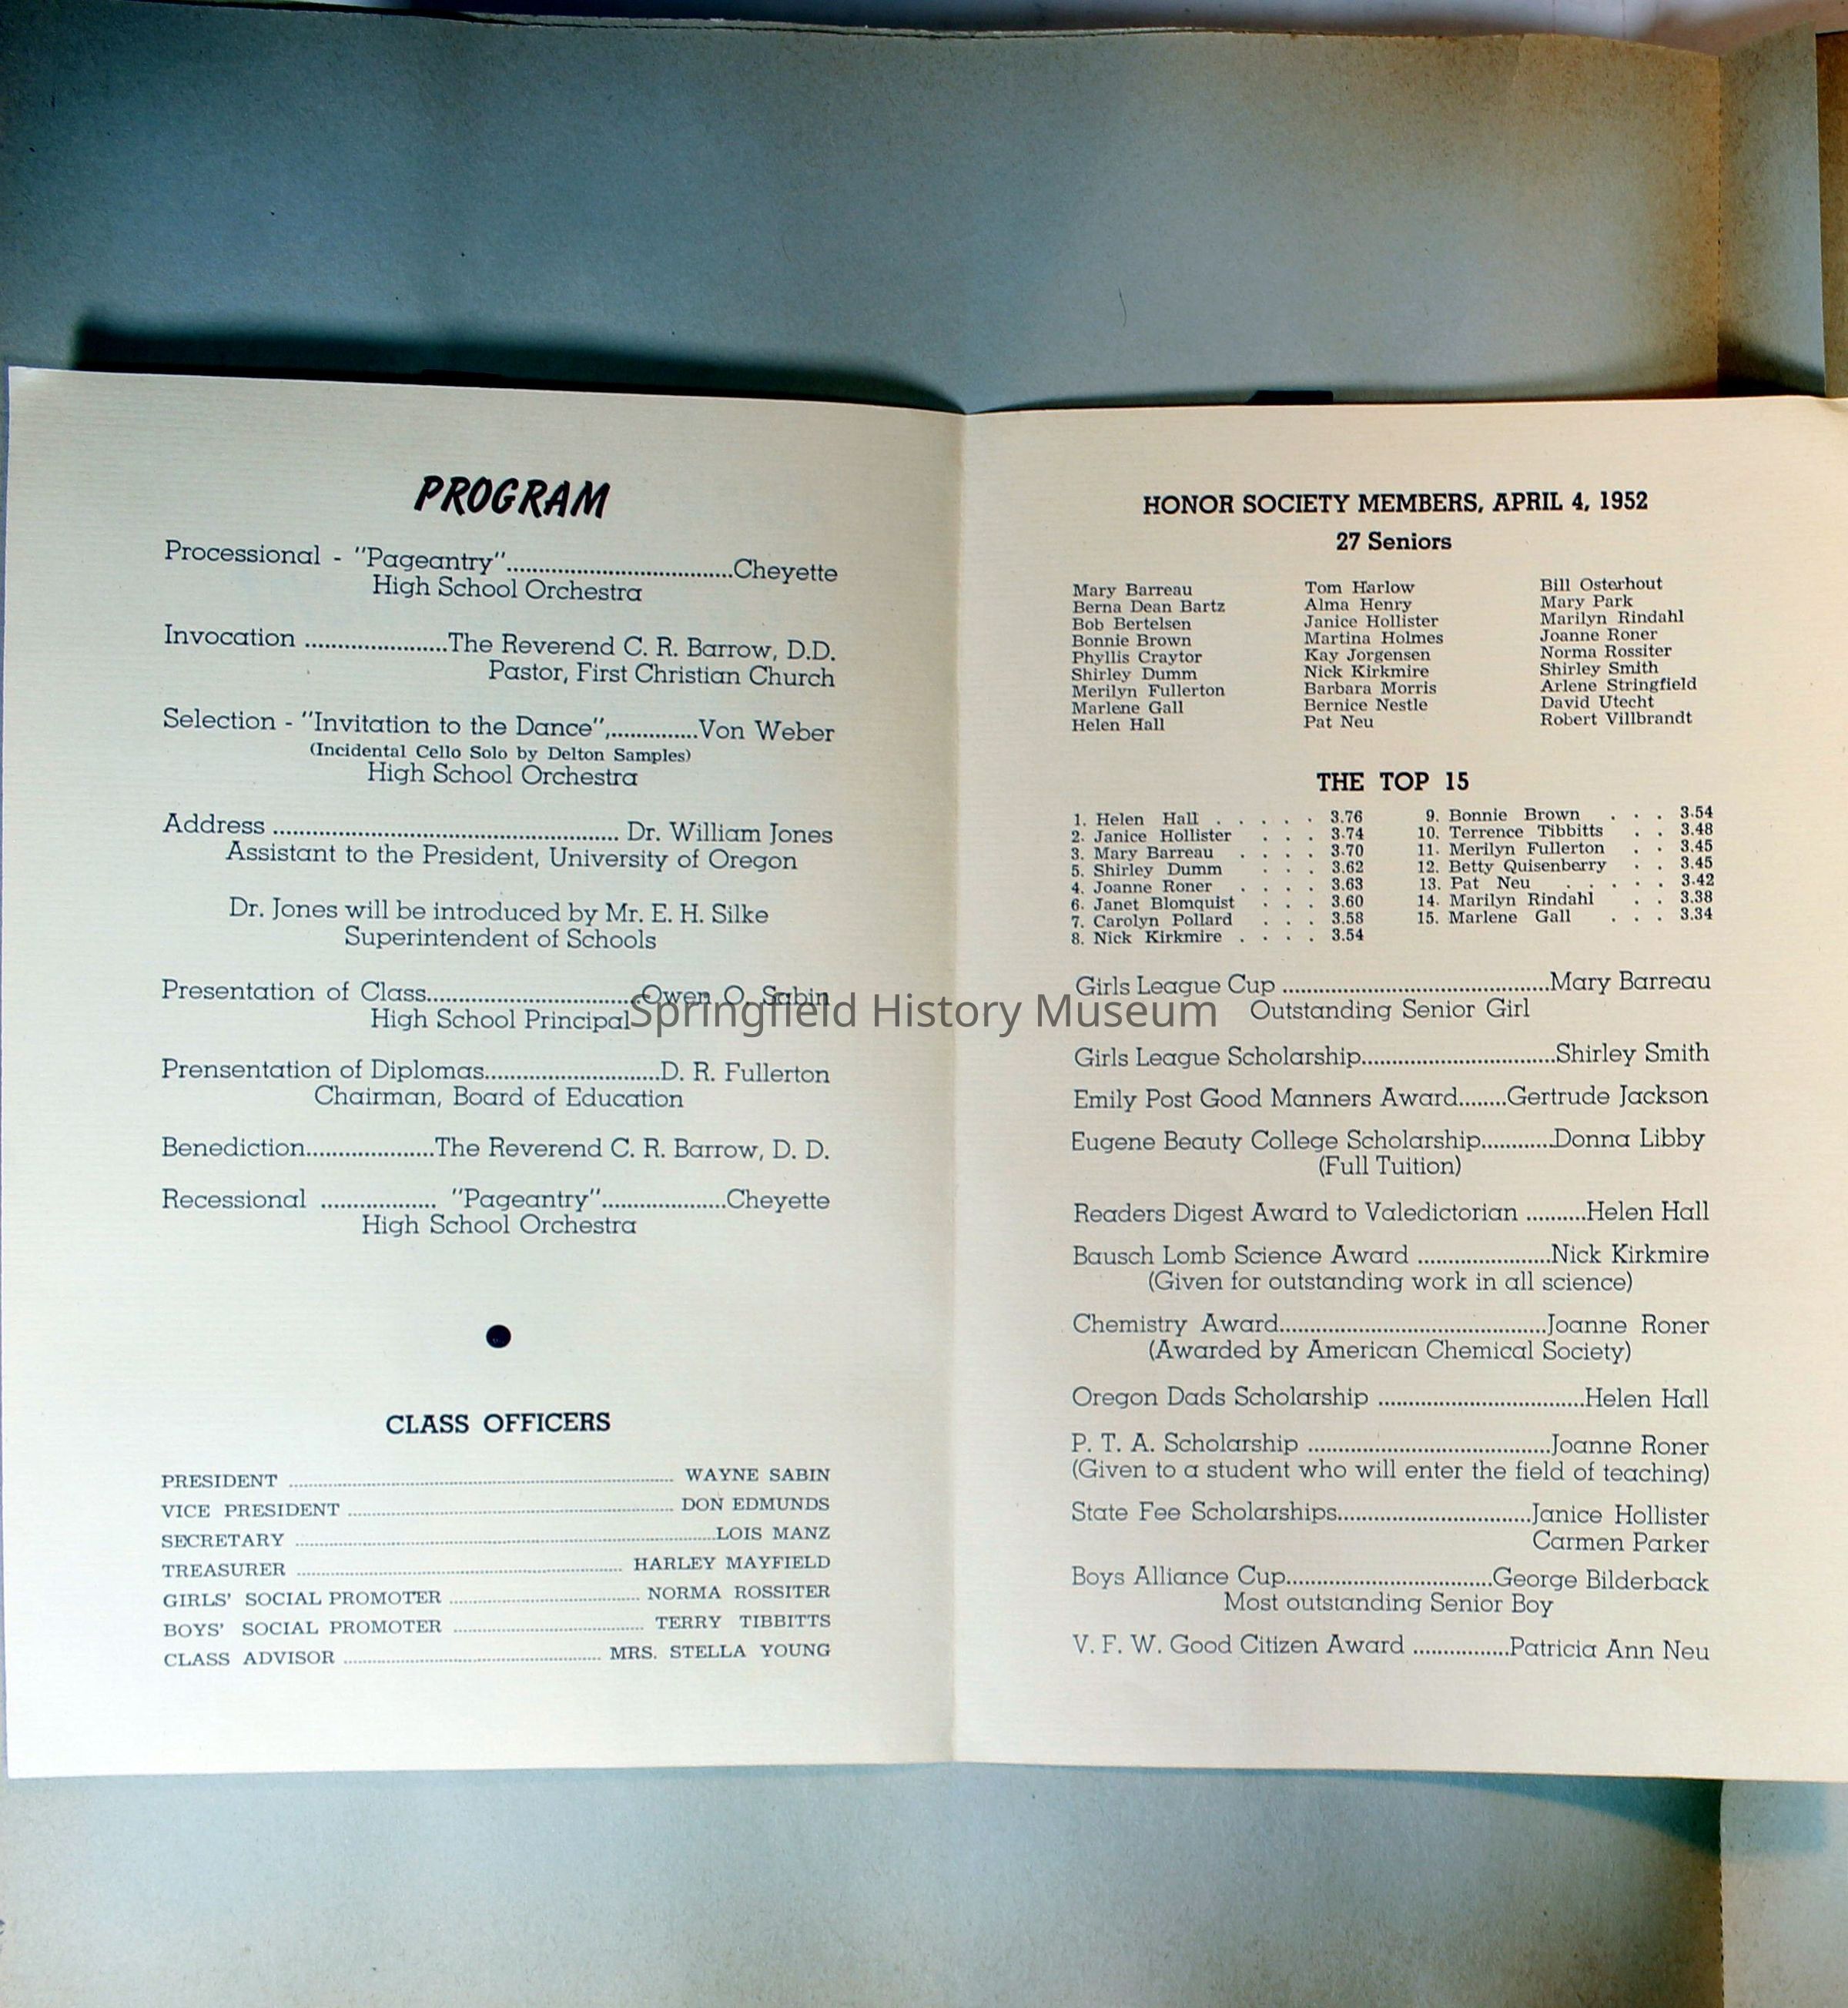 PROGRAM
Processional - "Pageantry"..................................Cheyette
High School Orchestra
Invocation ......................The Reverend C. R. Barrow, D.D.
Pastor, First Christian Church
Selection - "Invitation to the Dance",..............Von Weber
(Incidental Cello Solo by Delton Samples)
High School Orchestra
Address ..................................................... Dr. William Jones
Assistant to the President, University of Oregon
Dr. Jones will be introduced by Mr. E. H. Silke
Superintendent of Schools
Presentation of Class.................................Owen O. Sabin
High School Principal
Prensentation of Diplomas...........................D. R. Fullerton
Chairman, Board of Education
Benediction.....................The Reverend C. R. Barrow, D. D.
Recessional ................... "Pageantry".....................Cheyette
High School Orchestra
CLASS OFFICERS
PRESIDENT ........................................ WAYNE SABIN
VICE PRESIDENT ........................................ DON EDMUNDS
SECRETARY ........................................LOIS MANZ
TREASURER ........................................ HARLEY MAYFIELD
GIRLS' SOCIAL PROMOTER ........................................ NORMA ROSSITER
BOYS' SOCIAL PROMOTER ........................................ TERRY TIBBITTS
CLASS ADVISOR ........................................ MRS. STELLA YOUNG
HONOR SOCIETY MEMBERS, APRIL 4, 1952
27 Seniors
Mary Barreau
Berna Dean Bartz
Bob Bertelsen
Bonnie Brown
Phyllis Craytor
Shirley Dumm
Merilyn Fullerton
Marlene Gall
Helen Hall
Tom Harlow
Alma Henry
Janice Hollister
Martina Holmes
Kay Jorgensen
Nick Kirkmire
Barbara Morris
Bernice Nestle
Pat Neu
Bill Osterhout
Mary Park
Marilyn Rindahl
Joanne Roner
Norma Rossiter
Shirley Smith
Arlene Stringfield
David Utecht
Robert Villbrandt
THE TOP 15
1. Helen Hall . . . . . 3.76
2. Janice Hollister . . . 3.74
3. Mary Barreau . . . . 3.70
5. Shirley Dumm . . . 3.62
4. Joanne Roner . . . . 3.63
6. Janet Blomquist . . . 3.60
7. Carolyn Pollard . . . 3.58
8. Nick Kirkmire . . . . 3.54
9. Bonnie Brown . . . 3.54
10. Terrence Tibbitts . . 3.48
11. Merilyn Fullerton . . 3.45
12. Betty Quisenberry . . 3.45
13. Pat Neu . . . . . 3.42
14. Marilyn Rindahl . . 3.38
15. Marlene Gall . . . 3.34
Girls League Cup ............................................Mary Barreau
Outstanding Senior Girl
Girls League Scholarship................................Shirley Smith
Emily Post Good Manners Award........Gertrude Jackson
Eugene Beauty College Scholarship............Donna Libby
(Full Tuition)
Readers Digest Award to Valedictorian ..........Helen Hall
Bausch Lomb Science Award ......................Nick Kirkmire
(Given for outstanding work in all science)
Chemistry Award............................................Joanne Roner
(Awarded by American Chemical Society)
Oregon Dads Scholarship ..................................Helen Hall
P. T. A. Scholarship ........................................Joanne Roner
(Given to a student who will enter the field of teaching)
State Fee Scholarships................................Janice Hollister
Carmen Parker
Boys Alliance Cup..................................George Bilderback
Most outstanding Senior Boy
V. F. W. Good Citizen Award ................Patricia Ann Neu
Springfield History Museum